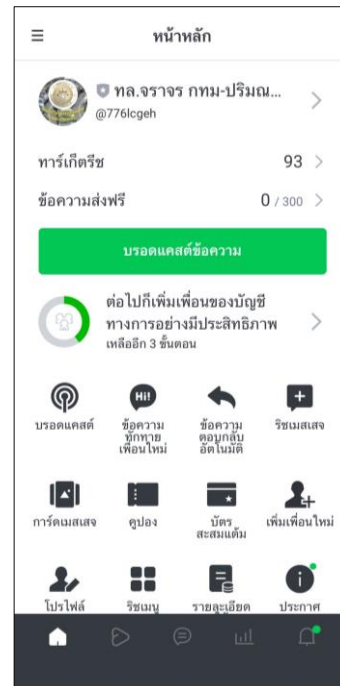 หน้าหลัก
ทล.จราจร กทม-ปริมณ...
@776lcgeh
ทาร์เก็ตรีช 93
ข้อความส่งฟรี 0 / 300
บรอดแคสต์ข้อความ
ต่อไปก็เพิ่มเพื่อนของบัญชี
ทางการอย่างมีประสิทธิภาพ
เหลืออีก 3 ขั้นตอน
Hi!
บรอดแคสต์
ข้อความ
ทักทาย
เพื่อนใหม่
ข้อความ
ตอบกลับ
อัตโนมัติ
ริชเมสเสจ
การ์ดเมสเสจ
คูปอง
บัตร
สะสมแต้ม
เพิ่มเพื่อนใหม่
โปรไฟล์
ริชเมนู
รายละเอียด
ประกาศ